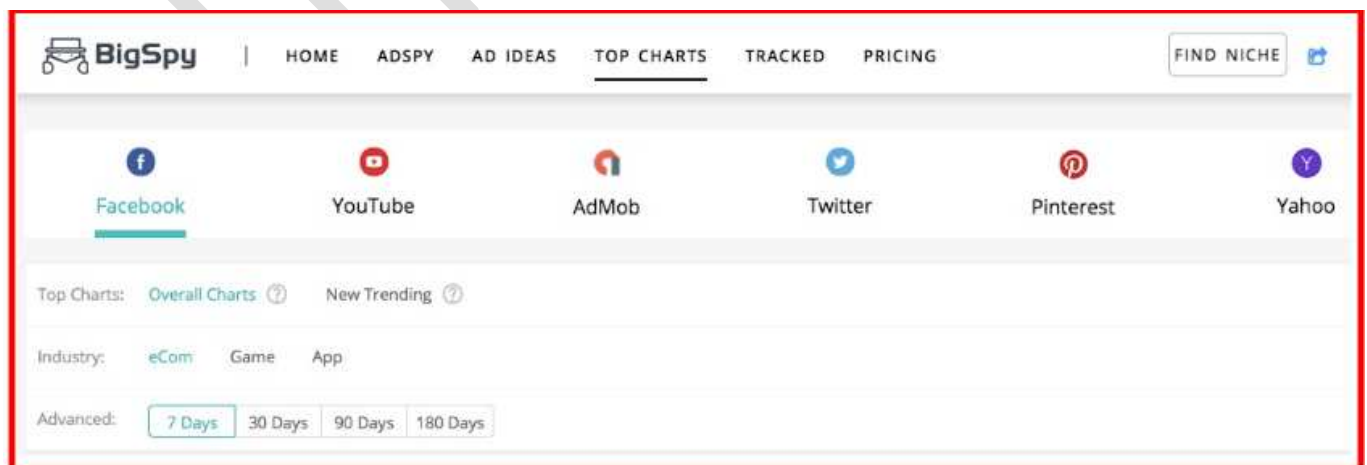 BigSpy | HOME ADSPY AD IDEAS TOP CHARTS TRACKED PRICING FIND NICHE
Facebook YouTube AdMob Twitter Pinterest Yahoo
Top Charts: Overall Charts ? New Trending ?
Industry: eCom Game App
Advanced: 7 Days 30 Days 90 Days 180 Days